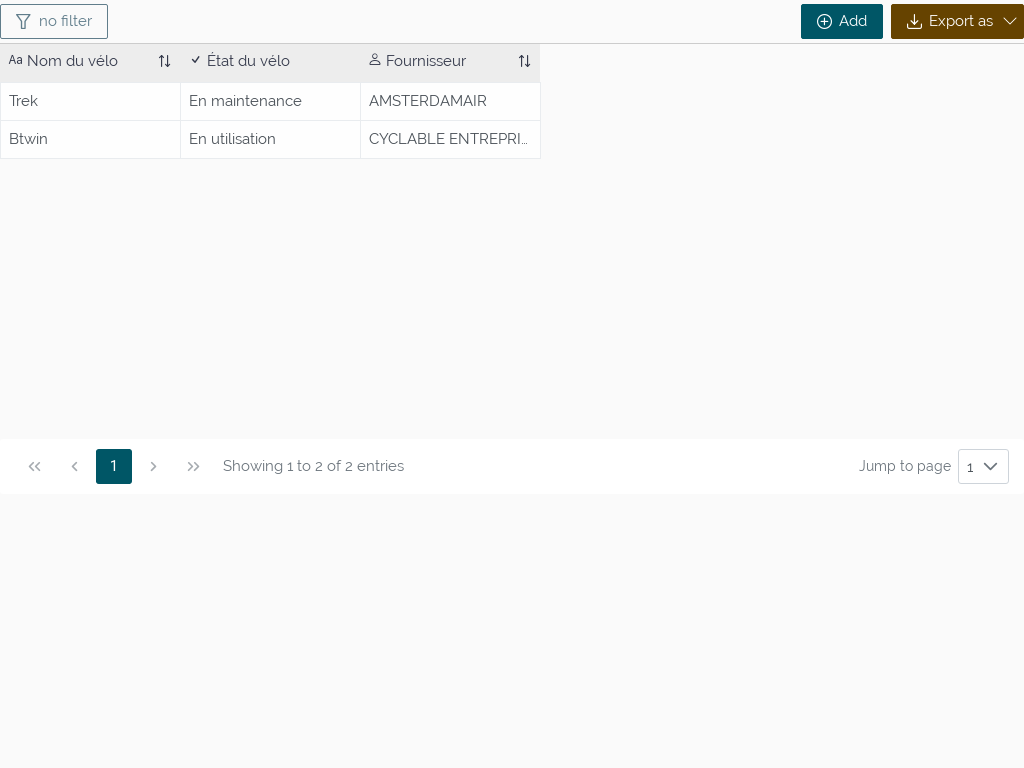 no filter
Add
Export as
Aa Nom du vélo
État du vélo
Fournisseur
Trek
En maintenance
AMSTERDAMAIR
Btwin
En utilisation
CYCLABLE ENTREPRI...
1
Showing 1 to 2 of 2 entries
Jump to page
1